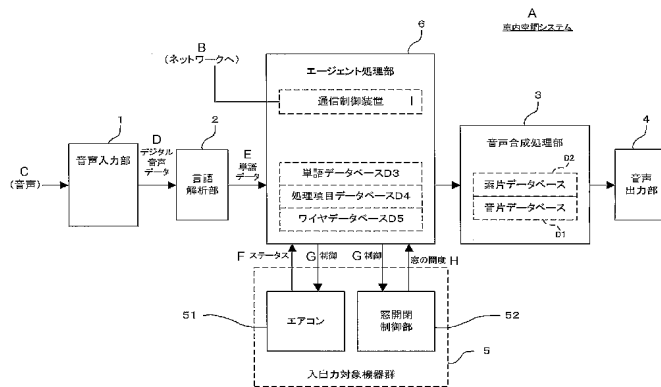 A
車内空間システム
6
B
(ネットワークへ)
エージェント処理部
通信制御装置 I
1
D
デジタル
音声
データ
2
E
単語
データ
3
4
C
(音声)
音声入力部
言語
解析部
単語データベースD3
処理項目データベースD4
ワイヤデータベースD5
音声合成処理部
D2
素片データベース
音片データベース
D1
音声
出力部
F ステータス
G 制御
G 制御
窓の開度 H
51
エアコン
窓開閉
制御部
52
入出力対象機器群
5